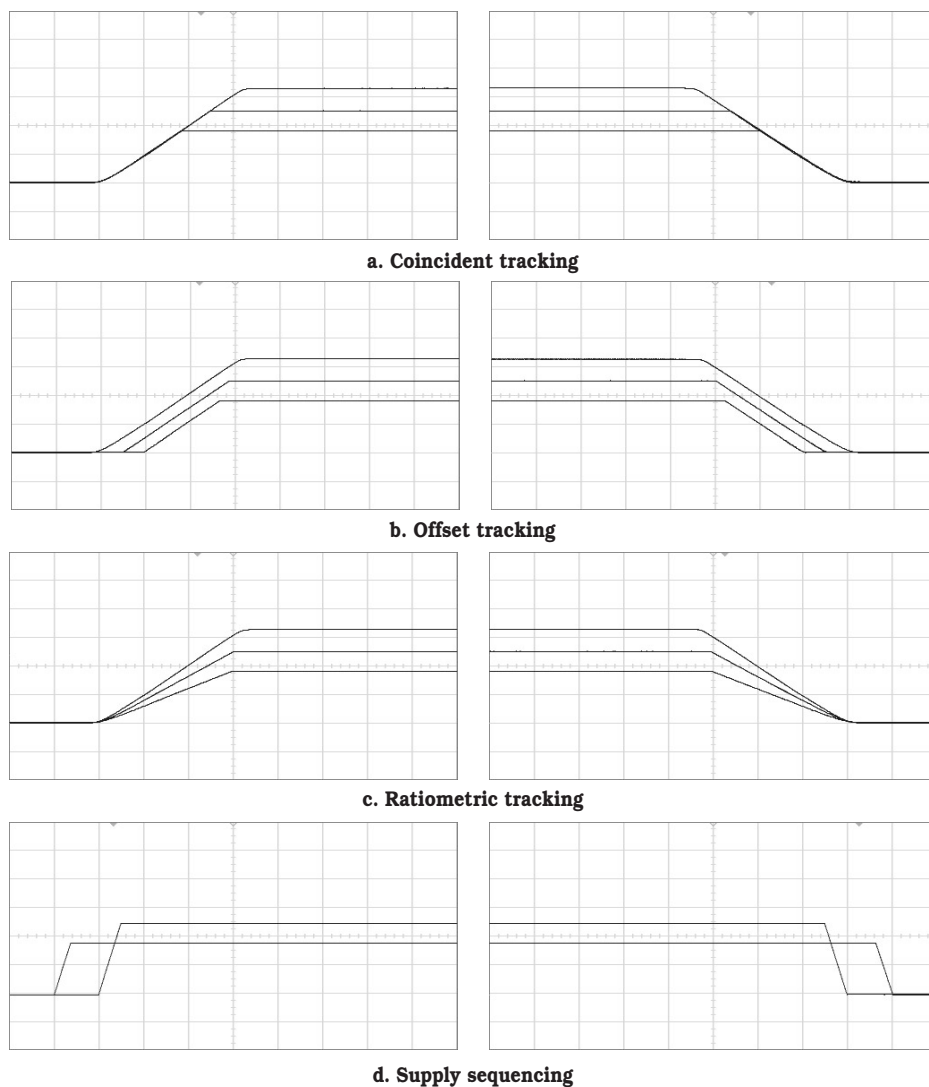 a. Coincident tracking
b. Offset tracking
c. Ratiometric tracking
d. Supply sequencing